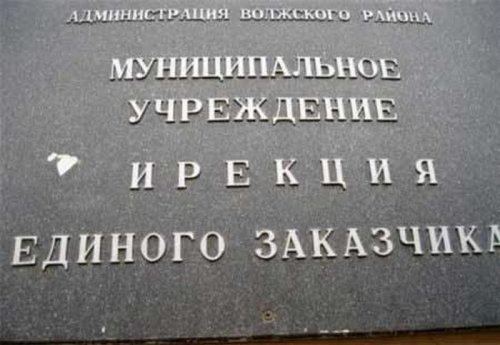 АДМИНИСТРАЦИЯ ВОЛЖСКОГО РАЙОНА
МУНИЦИПАЛЬНОЕ
УЧРЕЖДЕНИЕ
ИРЕКЦИЯ
ЕДИНОГО ЗАКАЗЧИКА